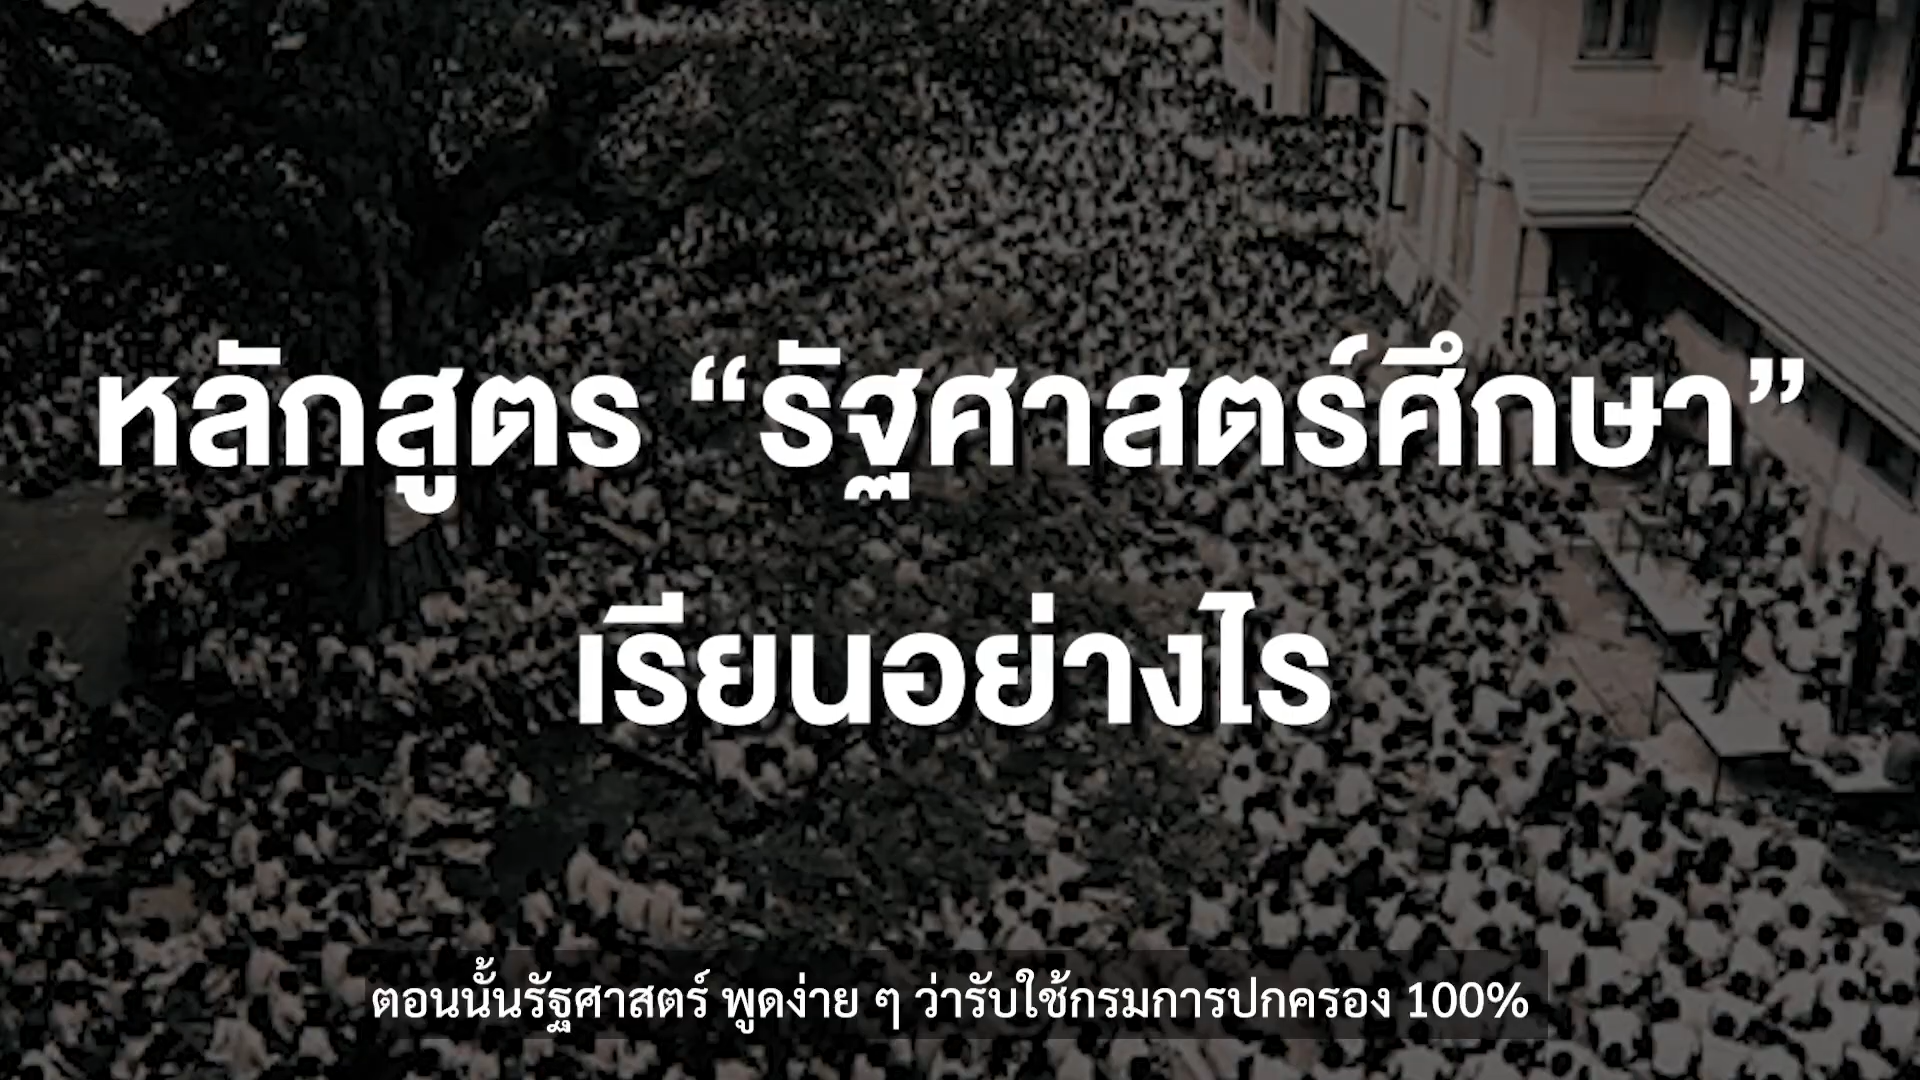 หลักสูตร “รัฐศาสตร์ศึกษา”
เรียนอย่างไร
ตอนนั้นรัฐศาสตร์ พูดง่าย ๆ ว่ารับใช้กรมการปกครอง 100%